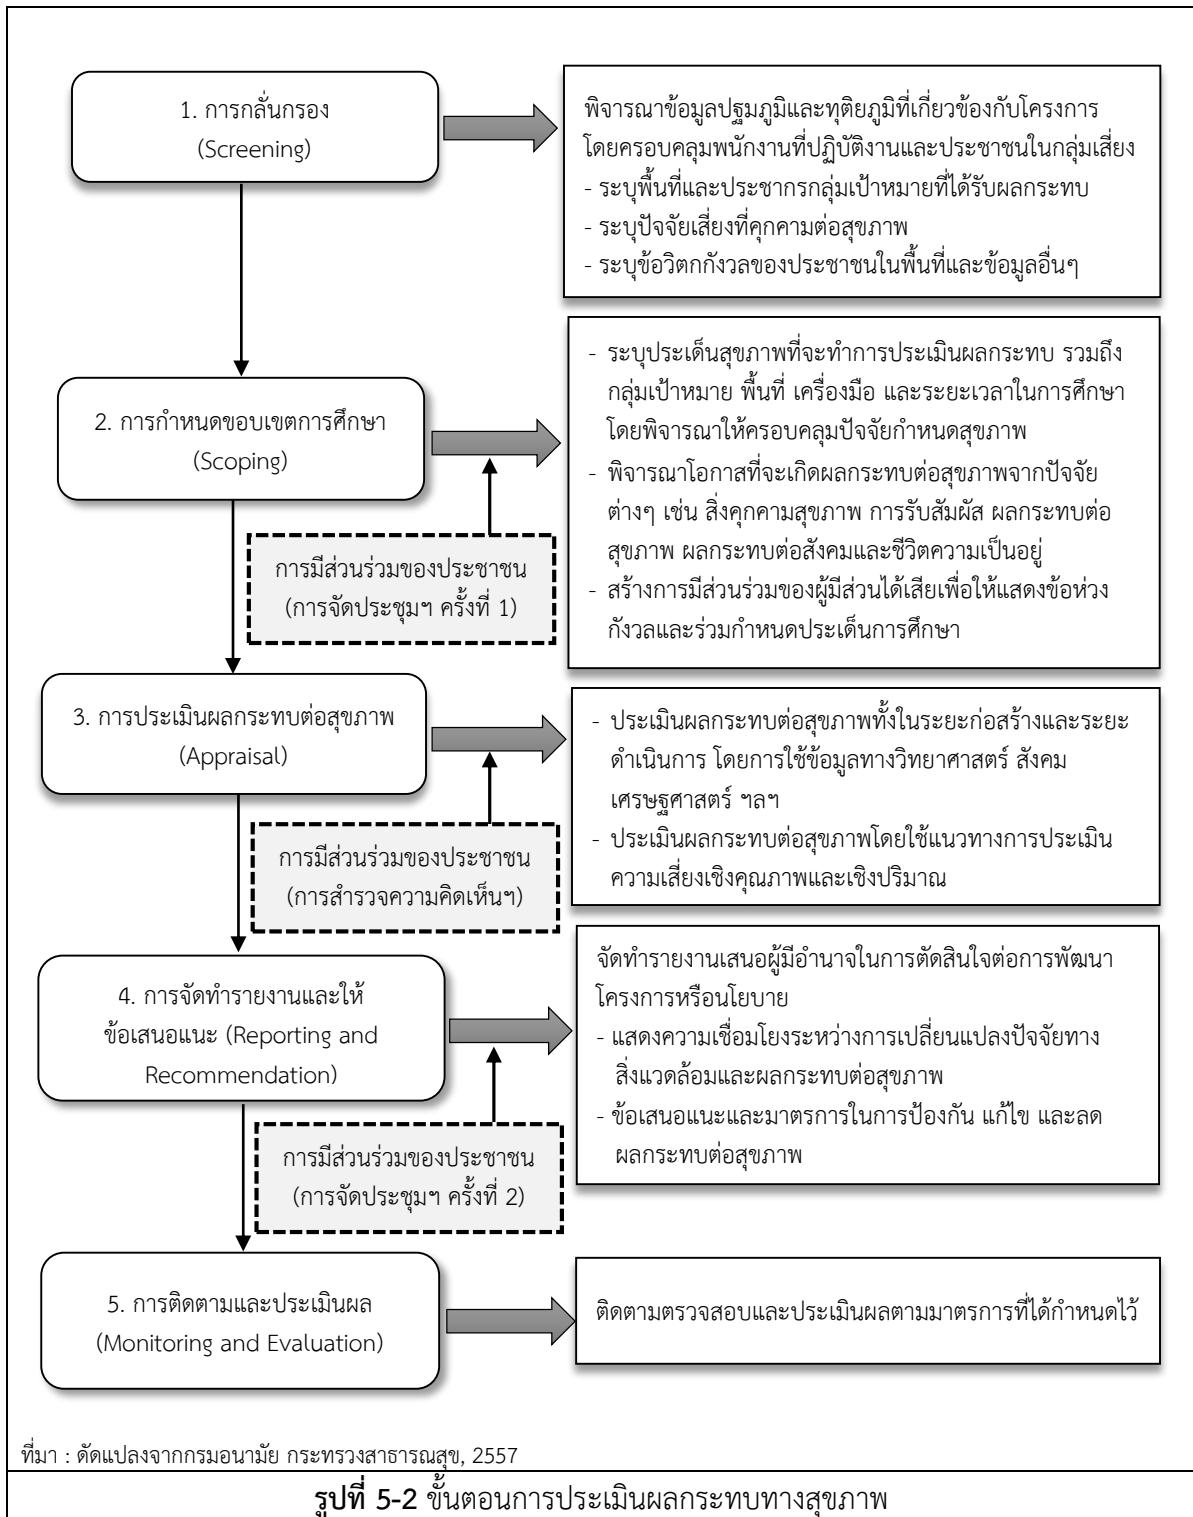 1. การกลั่นกรอง
(Screening)
พิจารณาข้อมูลปฐมภูมิและทุติยภูมิที่เกี่ยวข้องกับโครงการ
โดยครอบคลุมพนักงานที่ปฏิบัติงานและประชาชนในกลุ่มเสี่ยง
- ระบุพื้นที่และประชากรกลุ่มเป้าหมายที่ได้รับผลกระทบ
- ระบุปัจจัยเสี่ยงที่คุกคามต่อสุขภาพ
- ระบุข้อวิตกกังวลของประชาชนในพื้นที่และข้อมูลอื่นๆ
2. การกำหนดขอบเขตการศึกษา
(Scoping)
- ระบุประเด็นสุขภาพที่จะทำการประเมินผลกระทบ รวมถึง
กลุ่มเป้าหมาย พื้นที่ เครื่องมือ และระยะเวลาในการศึกษา
โดยพิจารณาให้ครอบคลุมปัจจัยกำหนดสุขภาพ
- พิจารณาโอกาสที่จะเกิดผลกระทบต่อสุขภาพจากปัจจัย
ต่างๆ เช่น สิ่งคุกคามสุขภาพ การรับสัมผัส ผลกระทบต่อ
สุขภาพ ผลกระทบต่อสังคมและชีวิตความเป็นอยู่
- สร้างการมีส่วนร่วมของผู้มีส่วนได้เสียเพื่อให้แสดงข้อห่วง
กังวลและร่วมกำหนดประเด็นการศึกษา
การมีส่วนร่วมของประชาชน
(การจัดประชุมฯ ครั้งที่ 1)
3. การประเมินผลกระทบต่อสุขภาพ
(Appraisal)
- ประเมินผลกระทบต่อสุขภาพทั้งในระยะก่อสร้างและระยะ
ดำเนินการ โดยการใช้ข้อมูลทางวิทยาศาสตร์ สังคม
เศรษฐศาสตร์ ฯลฯ
- ประเมินผลกระทบต่อสุขภาพโดยใช้แนวทางการประเมิน
ความเสี่ยงเชิงคุณภาพและเชิงปริมาณ
การมีส่วนร่วมของประชาชน
(การสำรวจความคิดเห็นฯ)
4. การจัดทำรายงานและให้
ข้อเสนอแนะ (Reporting and
Recommendation)
จัดทำรายงานเสนอผู้มีอำนาจในการตัดสินใจต่อการพัฒนา
โครงการหรือนโยบาย
- แสดงความเชื่อมโยงระหว่างการเปลี่ยนแปลงปัจจัยทาง
สิ่งแวดล้อมและผลกระทบต่อสุขภาพ
- ข้อเสนอแนะและมาตรการในการป้องกัน แก้ไข และลด
ผลกระทบต่อสุขภาพ
การมีส่วนร่วมของประชาชน
(การจัดประชุมฯ ครั้งที่ 2)
5. การติดตามและประเมินผล
(Monitoring and Evaluation)
ติดตามตรวจสอบและประเมินผลตามมาตรการที่ได้กำหนดไว้
ที่มา : ดัดแปลงจากกรมอนามัย กระทรวงสาธารณสุข, 2557
รูปที่ 5-2 ขั้นตอนการประเมินผลกระทบทางสุขภาพ